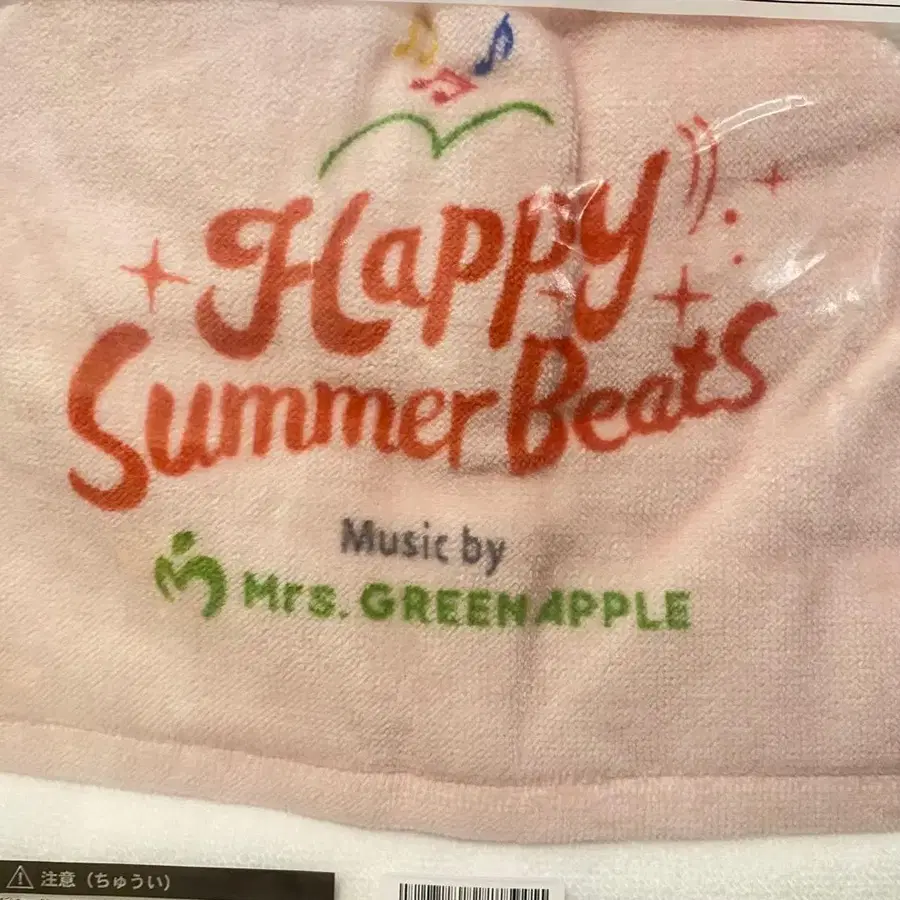 Happy
Summer Beats
Music by
Mrs. GREEN APPLE
注意（ちゅうい）